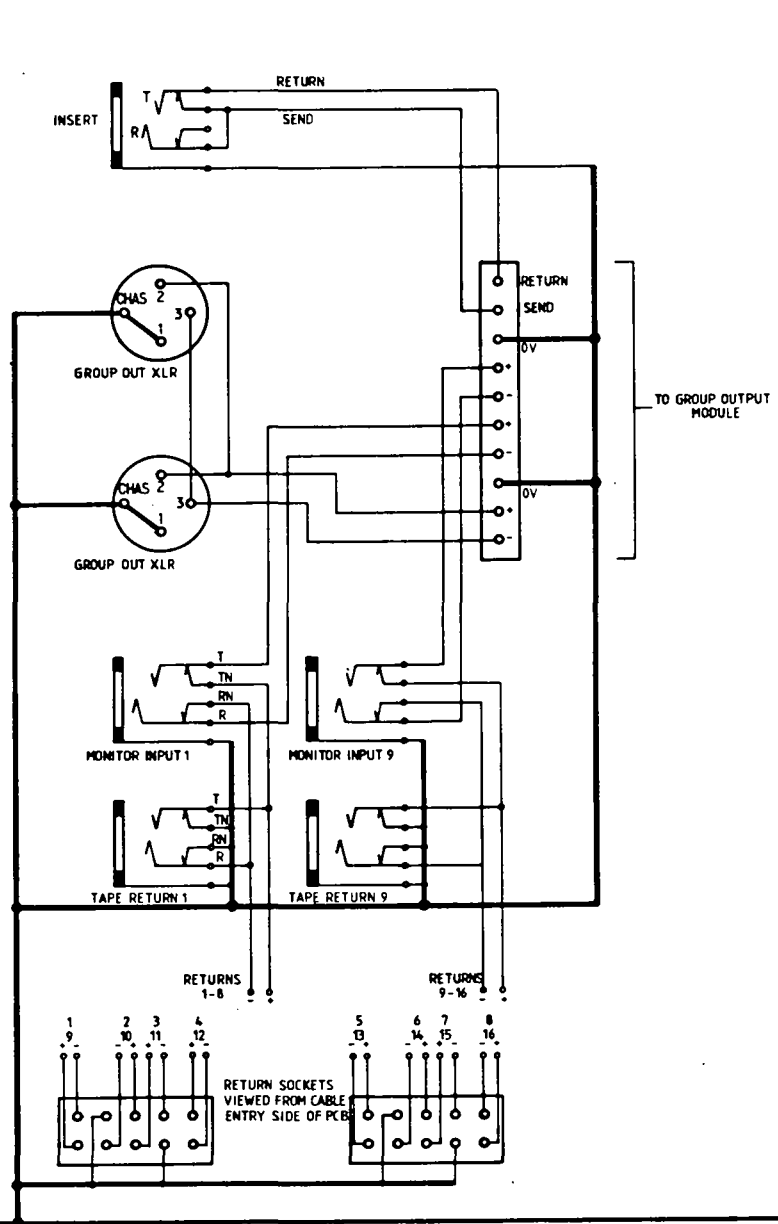 RETURN
T
INSERT
SEND
R
RETURN
SEND
0V
+
-
+
-
0V
+
-
TO GROUP OUTPUT
MODULE
CHAS 2
3
1
GROUP OUT XLR
CHAS 2
3
1
GROUP OUT XLR
T
TN
RN
R
MONITOR INPUT 1
MONITOR INPUT 9
T
TN
RN
R
TAPE RETURN 1
TAPE RETURN 9
RETURNS
1-8
- +
RETURNS
9-16
- +
1 2 3 4
9 10 11 12
+ - - + + - + -
5 6 7 8
13 14 15 16
- + - + + - - +
RETURN SOCKETS
VIEWED FROM CABLE
ENTRY SIDE OF PCB